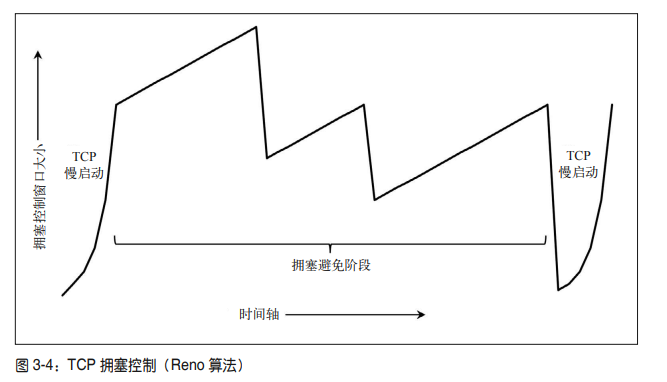 拥塞控制窗口大小
TCP
慢启动
TCP
慢启动
拥塞避免阶段
时间轴
图 3-4：TCP 拥塞控制（Reno 算法）